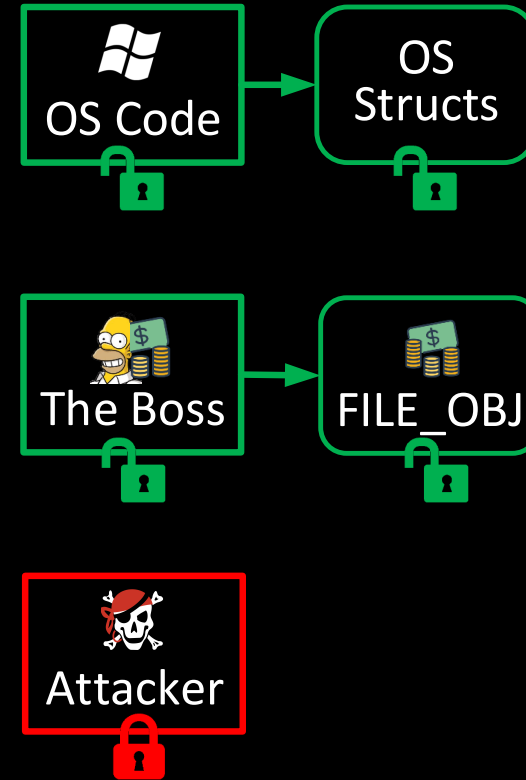 OS Code
OS
Structs
$
The Boss
$
FILE_OBJ
Attacker